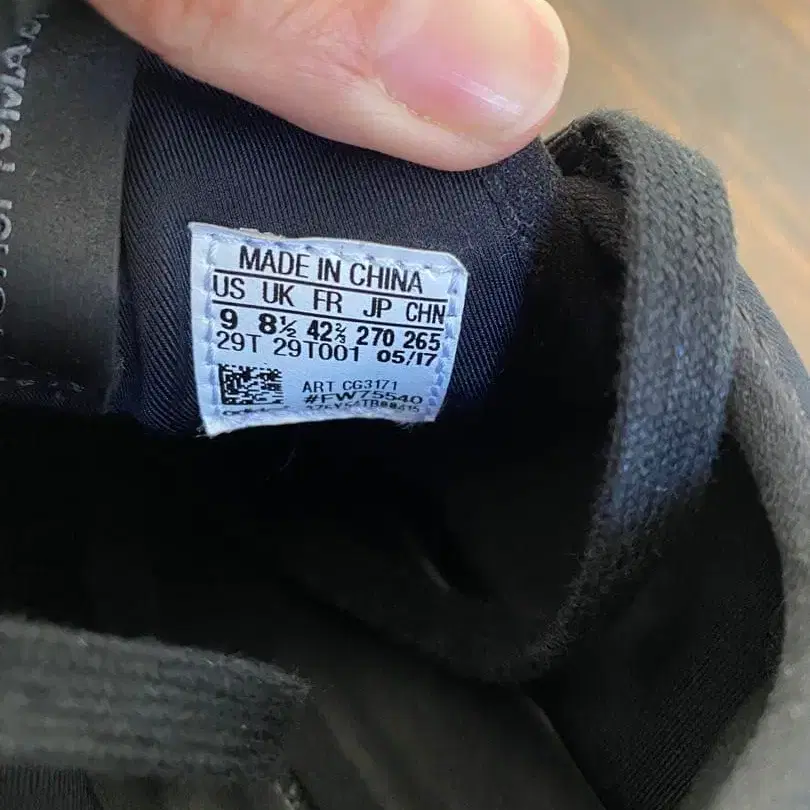 MADE IN CHINA
US UK FR JP CHN
9 8½ 42⅔ 270 265
29T 29T001 05/17
ART CG3171
#FW75540
adidas